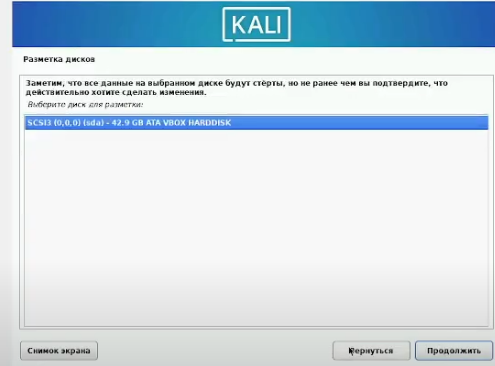 KALI
Разметка дисков
Заметим, что все данные на выбранном диске будут стёрты, но не ранее чем вы подтвердите, что
действительно хотите сделать изменения.
Выберите диск для разметки:
SCSI3 (0,0,0) (sda) - 42.9 GB ATA VBOX HARDDISK
Снимок экрана
Вернуться
Продолжить